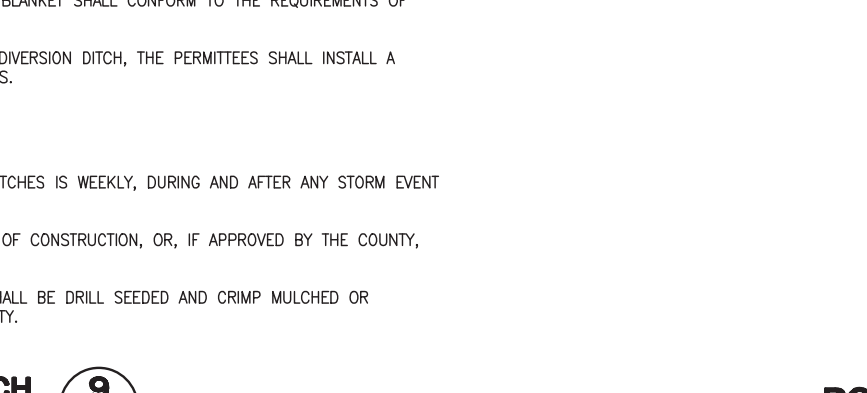 BLANKET SHALL CONFORM TO THE REQUIREMENTS OF
DIVERSION DITCH, THE PERMITTEES SHALL INSTALL A
S.
TCHES IS WEEKLY, DURING AND AFTER ANY STORM EVENT
OF CONSTRUCTION, OR, IF APPROVED BY THE COUNTY,
HALL BE DRILL SEEDED AND CRIMP MULCHED OR
TY.
CH 9